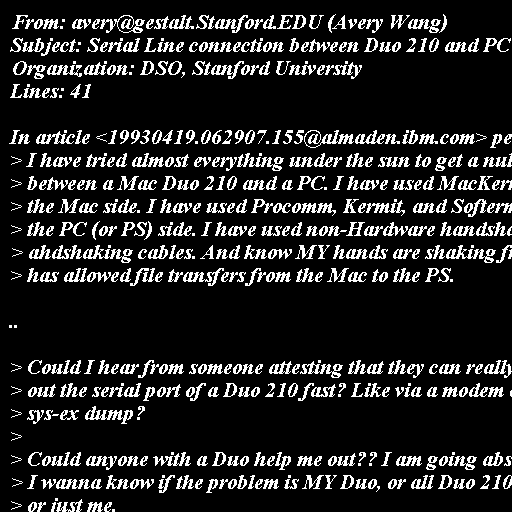 From: avery@gestalt.Stanford.EDU (Avery Wang)
Subject: Serial Line connection between Duo 210 and PC
Organization: DSO, Stanford University
Lines: 41

In article <19930419.062907.155@almaden.ibm.com> pe
> I have tried almost everything under the sun to get a nul
> between a Mac Duo 210 and a PC. I have used MacKer
> the Mac side. I have used Procomm, Kermit, and Softerm
> the PC (or PS) side. I have used non-Hardware handsha
> ahdshaking cables. And know MY hands are shaking f
> has allowed file transfers from the Mac to the PS.

..

> Could I hear from someone attesting that they can really
> out the serial port of a Duo 210 fast? Like via a modem
> sys-ex dump?
>
> Could anyone with a Duo help me out?? I am going abs
> I wanna know if the problem is MY Duo, or all Duo 210
> or just me.